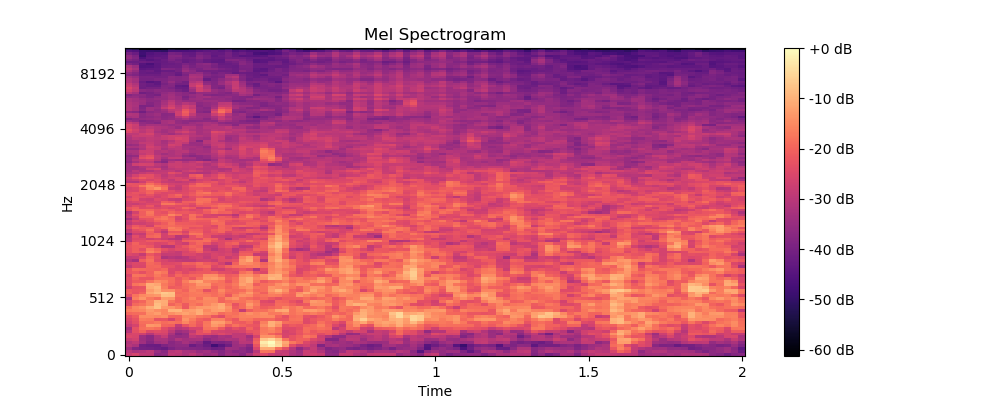 Mel Spectrogram
Hz
8192
4096
2048
1024
512
0
0 0.5 1 1.5 2
Time
+0 dB
-10 dB
-20 dB
-30 dB
-40 dB
-50 dB
-60 dB